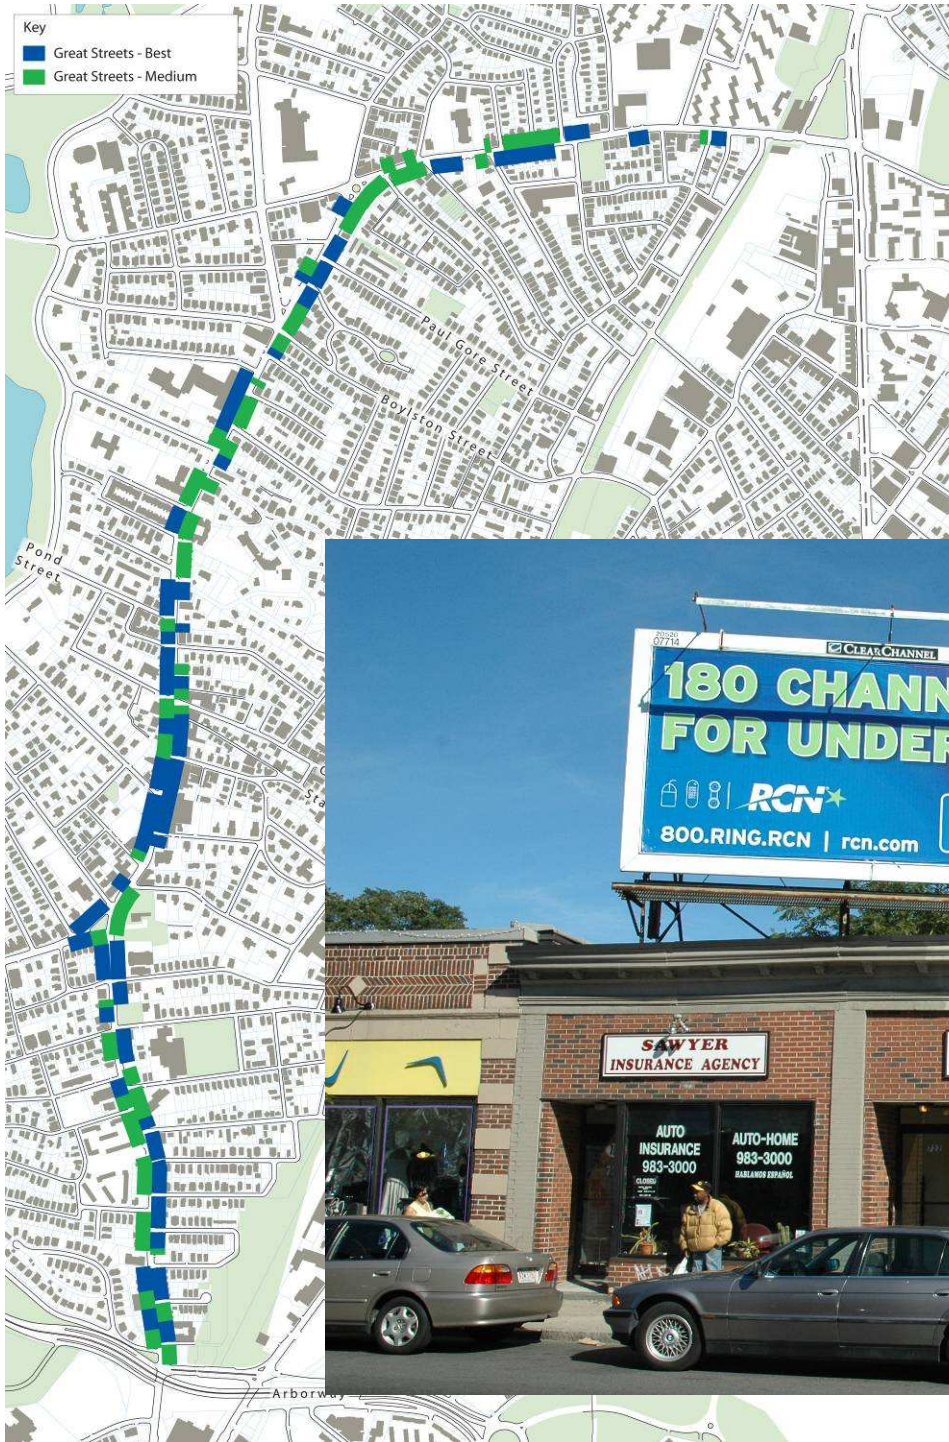 Key
Great Streets - Best
Great Streets - Medium
Paul Gore Street
Boylston Street
Pond
Street
Arborway
20520
07714
CLEAR CHANNEL
180 CHANN
FOR UNDER
RCN
800.RING.RCN | rcn.com
SAWYER
INSURANCE AGENCY
AUTO
INSURANCE
983-3000
CLOSED
AUTO-HOME
983-3000
HABLAMOS ESPAÑOL